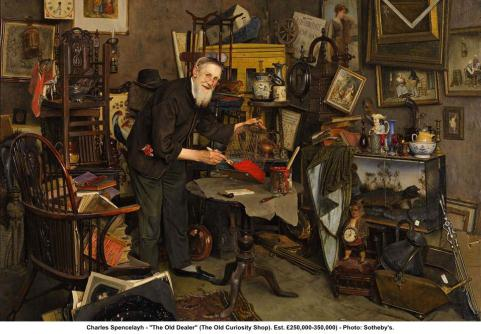 Charles Spencelayh - "The Old Dealer" (The Old Curiosity Shop). Est. £250,000-350,000) - Photo: Sotheby's.